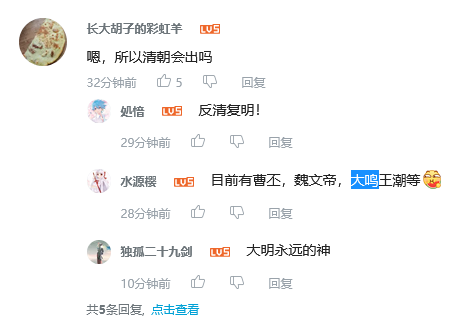 长大胡子的彩虹羊 LV5
嗯，所以清朝会出吗
32分钟前 5 回复
处愔 LV5 反清复明！
29分钟前 回复
水源樱 LV5 目前有曹丕，魏文帝，大鸣王潮等
28分钟前 回复
独孤二十九剑 LV5 大明永远的神
10分钟前 回复
共5条回复，点击查看